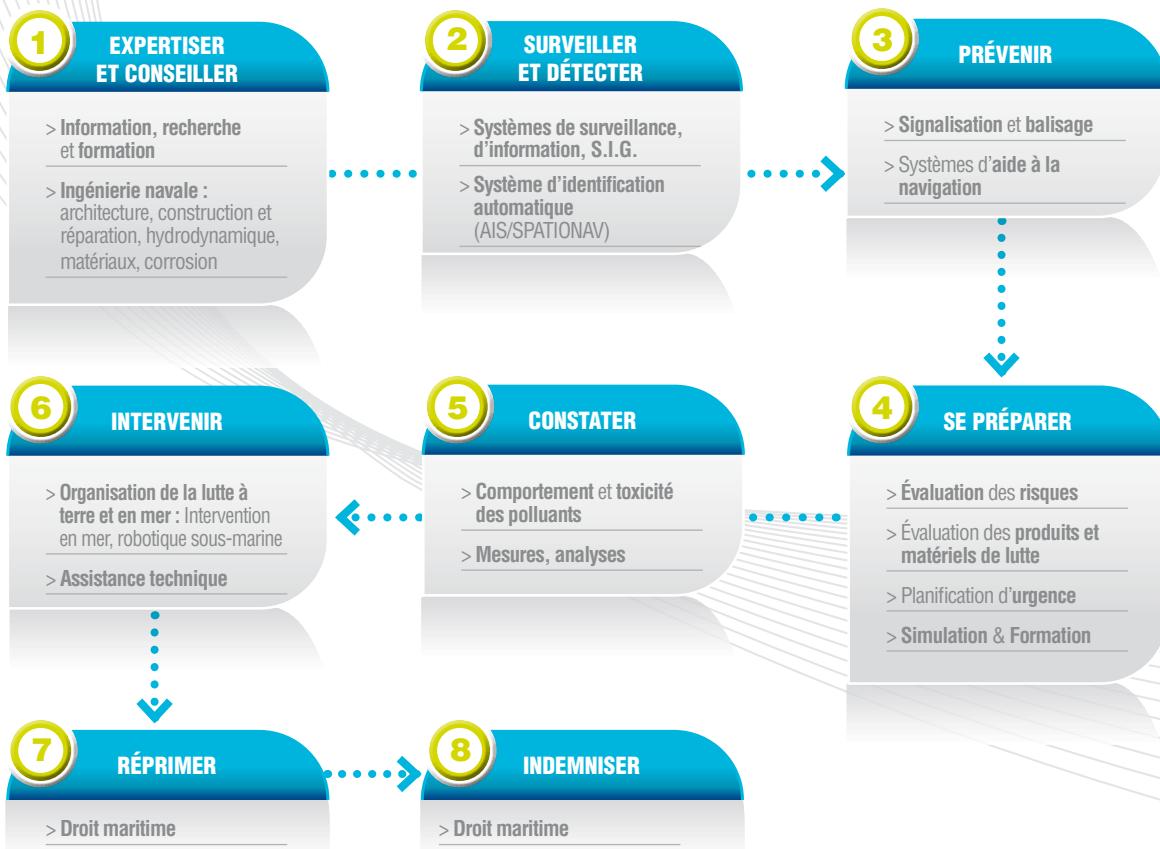 1
EXPERTISER
ET CONSEILLER
> Information, recherche
et formation
> Ingénierie navale :
architecture, construction et
réparation, hydrodynamique,
matériaux, corrosion
2
SURVEILLER
ET DÉTECTER
> Systèmes de surveillance,
d'information, S.I.G.
> Système d'identification
automatique
(AIS/SPATIONAV)
3
PRÉVENIR
> Signalisation et balisage
> Systèmes d'aide à la
navigation
4
SE PRÉPARER
> Évaluation des risques
> Évaluation des produits et
matériels de lutte
> Planification d'urgence
> Simulation & Formation
5
CONSTATER
> Comportement et toxicité
des polluants
> Mesures, analyses
6
INTERVENIR
> Organisation de la lutte à
terre et en mer : Intervention
en mer, robotique sous-marine
> Assistance technique
7
RÉPRIMER
> Droit maritime
8
INDEMNISER
> Droit maritime